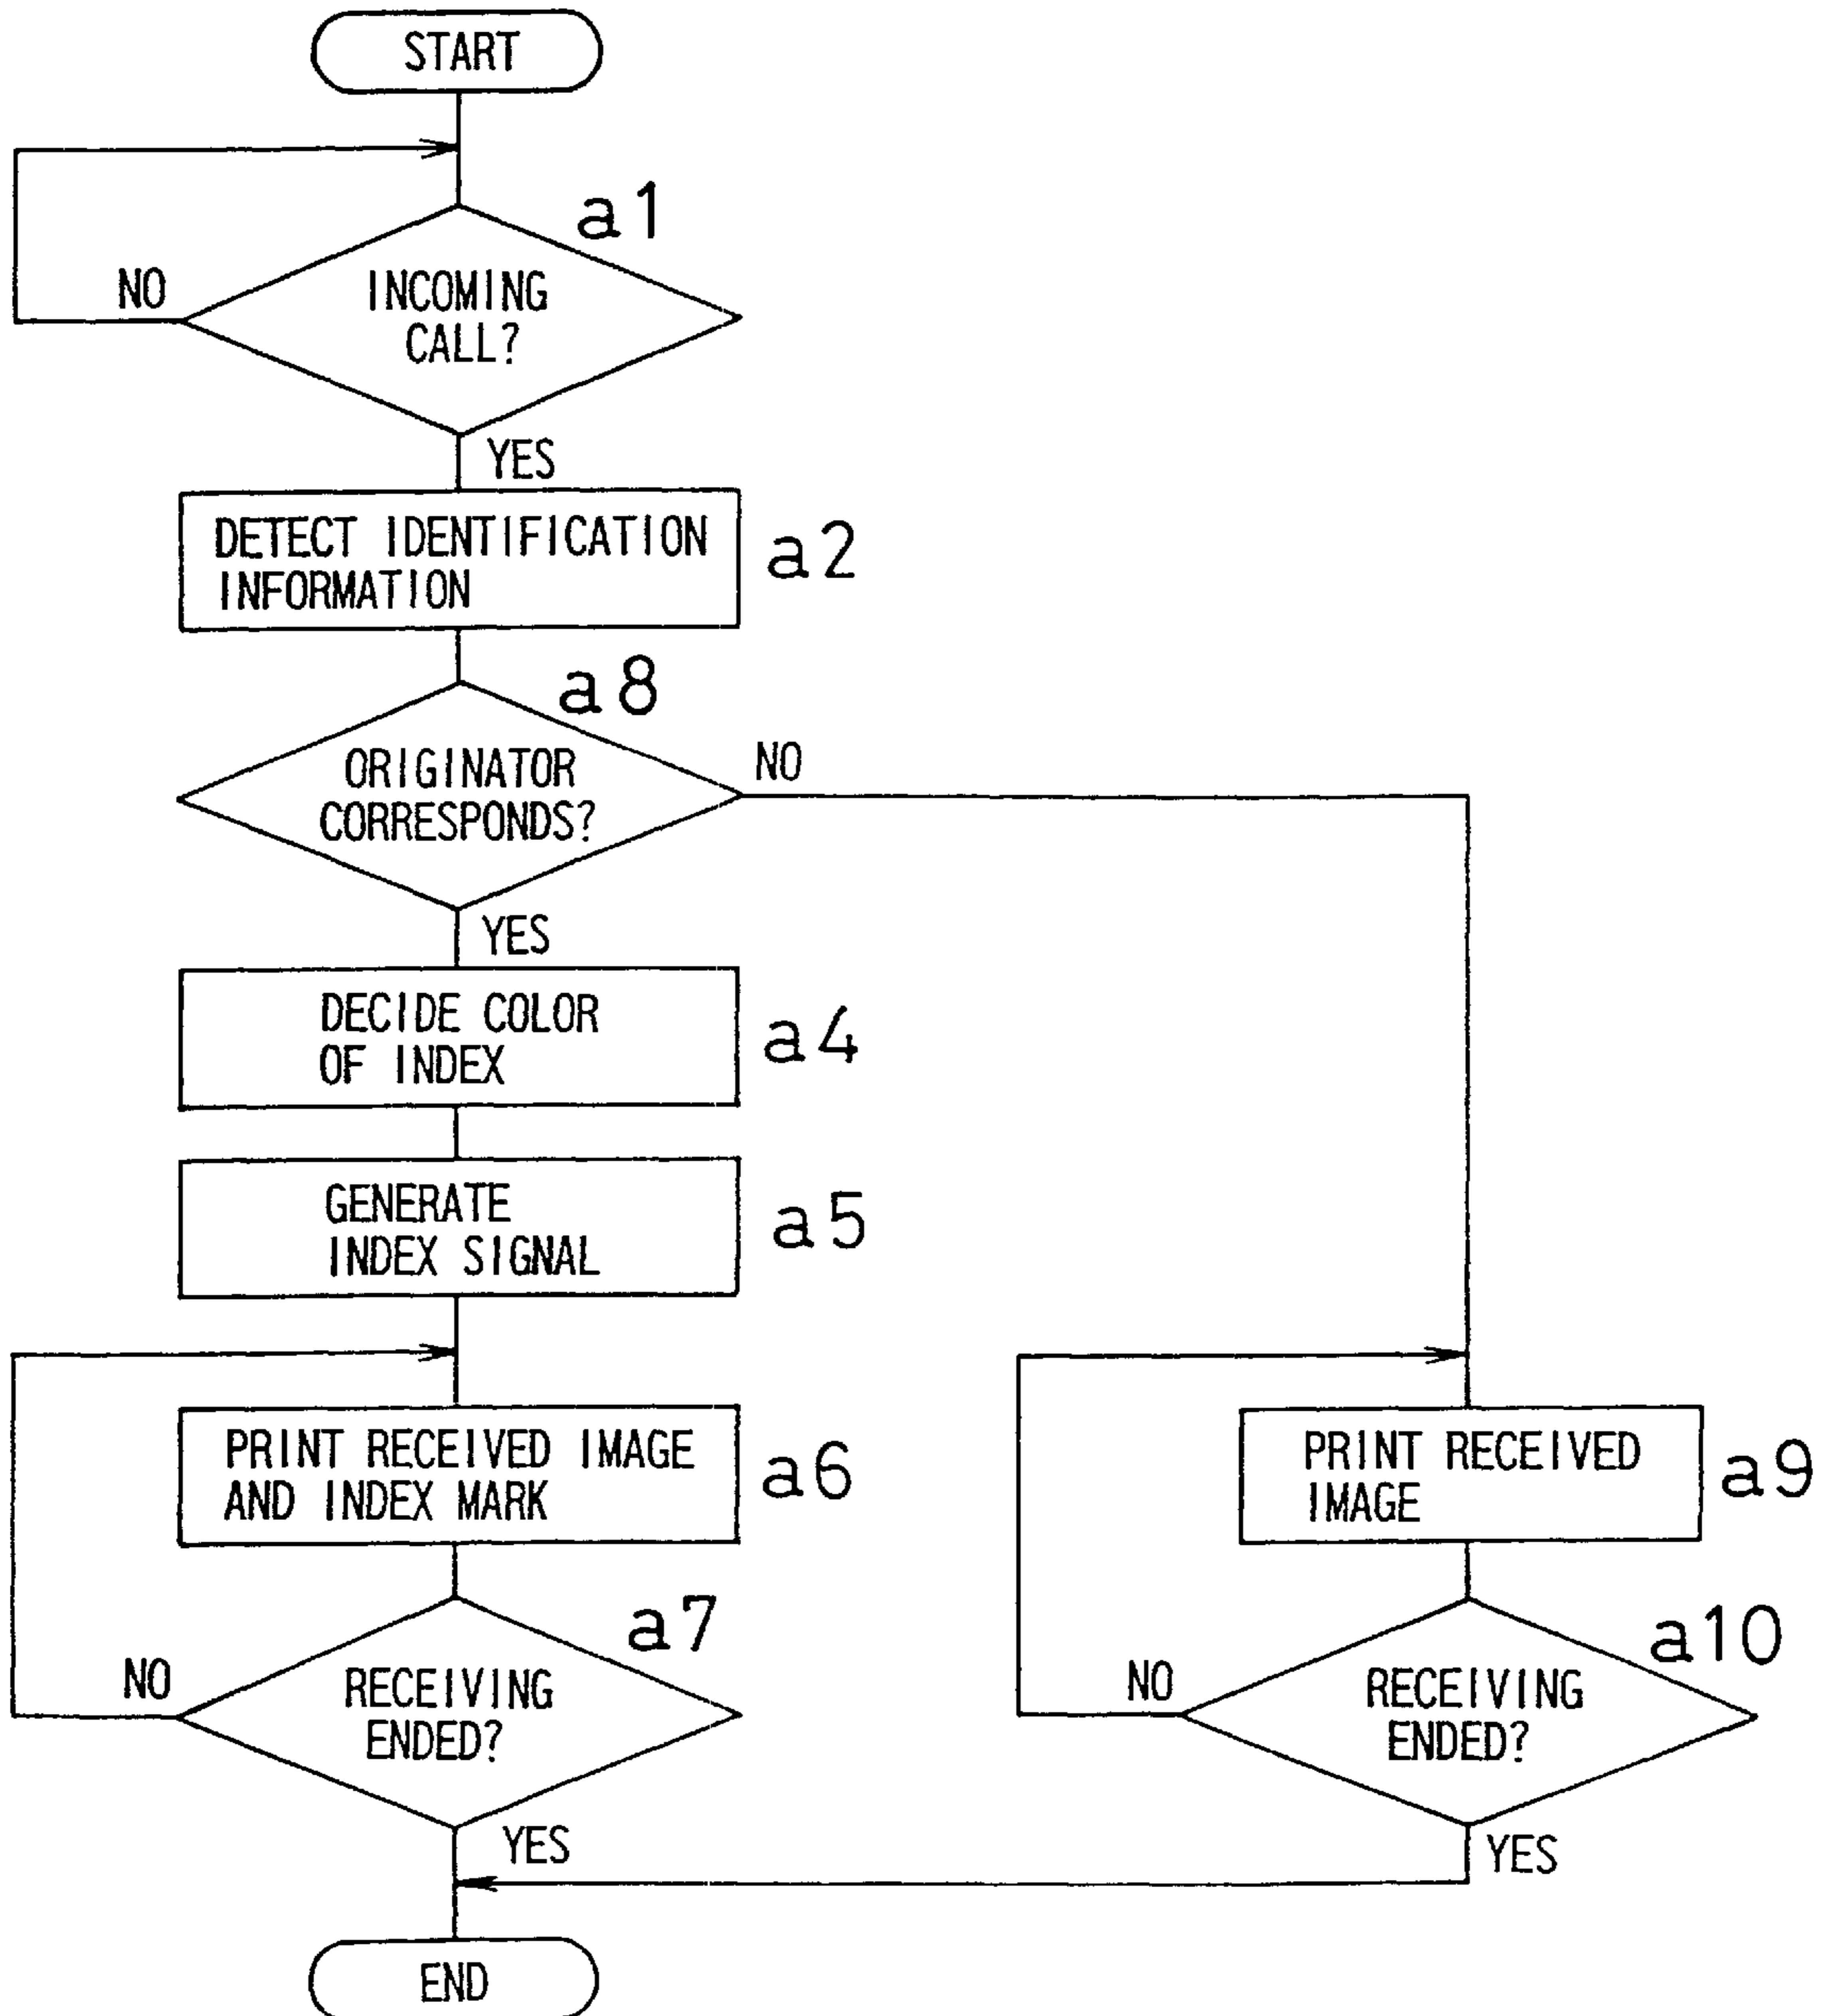 START
a1
NO
INCOMING
CALL?
YES
DETECT IDENTIFICATION
INFORMATION
a2
a8
ORIGINATOR
CORRESPONDS?
NO
YES
DECIDE COLOR
OF INDEX
a4
GENERATE
INDEX SIGNAL
a5
PRINT RECEIVED IMAGE
AND INDEX MARK
a6
PRINT RECEIVED
IMAGE
a9
a7
NO
RECEIVING
ENDED?
YES
a10
NO
RECEIVING
ENDED?
YES
END